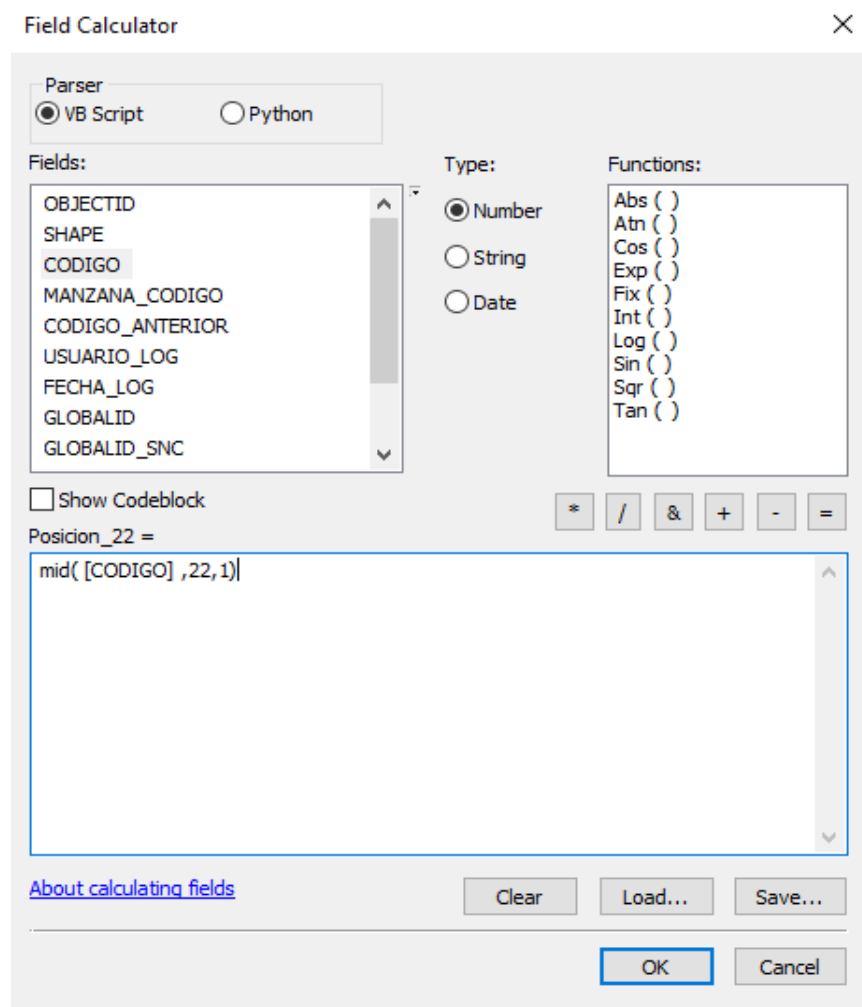 Field Calculator
Parser
VB Script
Python
Fields:
OBJECTID
SHAPE
CODIGO
MANZANA_CODIGO
CODIGO_ANTERIOR
USUARIO_LOG
FECHA_LOG
GLOBALID
GLOBALID_SNC
Type:
Number
String
Date
Functions:
Abs ( )
Atn ( )
Cos ( )
Exp ( )
Fix ( )
Int ( )
Log ( )
Sin ( )
Sqr ( )
Tan ( )
Show Codeblock
* / & + - =
Posicion_22 =
mid( [CODIGO] ,22,1)
About calculating fields
Clear
Load...
Save...
OK
Cancel